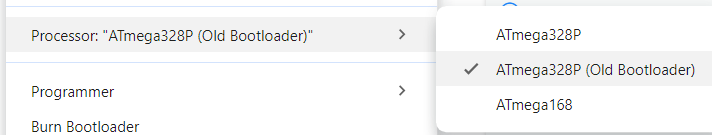 Processor: "ATmega328P (Old Bootloader)"
Programmer
Burn Bootloader
ATmega328P
ATmega328P (Old Bootloader)
ATmega168